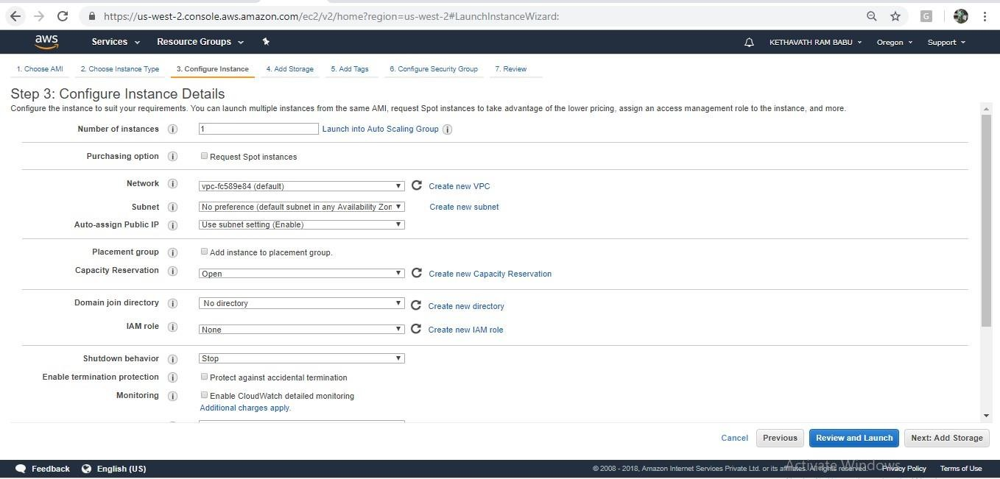 https://us-west-2.console.aws.amazon.com/ec2/v2/home?region=us-west-2#LaunchInstanceWizard:
G
aws Services Resource Groups KETHAVATH RAM BABU Oregon Support
1. Choose AMI 2. Choose Instance Type 3. Configure Instance 4. Add Storage 5. Add Tags 6. Configure Security Group 7. Review
Step 3: Configure Instance Details
Configure the instance to suit your requirements. You can launch multiple instances from the same AMI, request Spot instances to take advantage of the lower pricing, assign an access management role to the instance, and more.
Number of instances i 1 Launch into Auto Scaling Group i
Purchasing option i Request Spot instances
Network i vpc-fc589e84 (default) Create new VPC
Subnet i No preference (default subnet in any Availability Zon Create new subnet
Auto-assign Public IP i Use subnet setting (Enable)
Placement group i Add instance to placement group.
Capacity Reservation i Open Create new Capacity Reservation
Domain join directory i No directory Create new directory
IAM role i None Create new IAM role
Shutdown behavior i Stop
Enable termination protection i Protect against accidental termination
Monitoring i Enable CloudWatch detailed monitoring
Additional charges apply.
Cancel Previous Review and Launch Next: Add Storage
Feedback English (US) © 2008 - 2018, Amazon Internet Services Private Ltd. or its affiliates. All rights reserved. Privacy Policy Terms of Use
Activate Windows